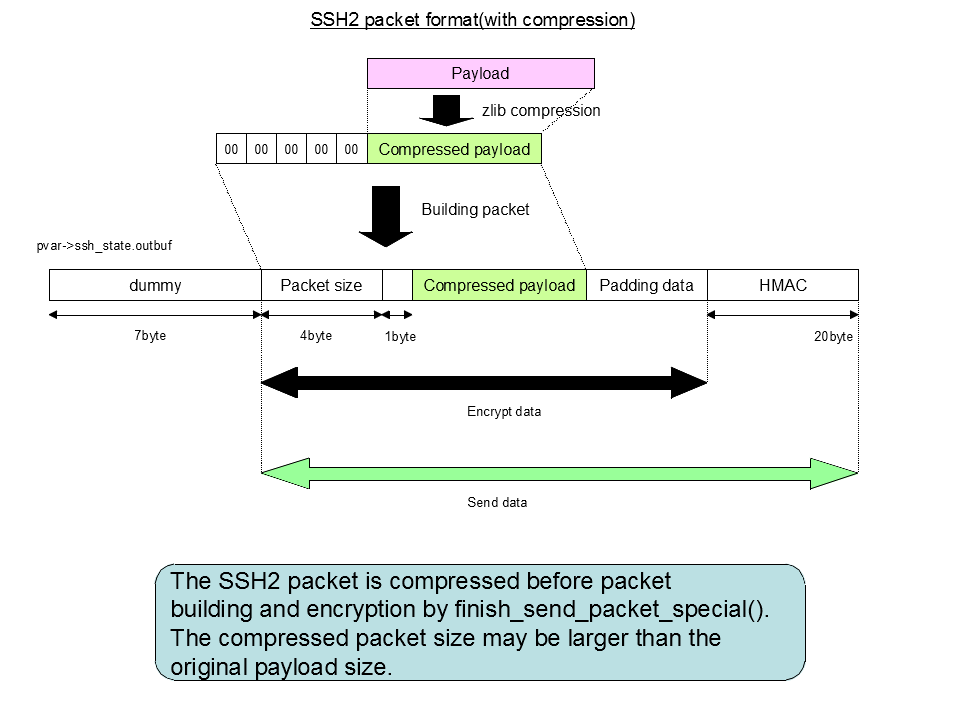 SSH2 packet format(with compression)
Payload
zlib compression
00 00 00 00 00 Compressed payload
Building packet
pvar->ssh_state.outbuf
dummy Packet size Compressed payload Padding data HMAC
7byte 4byte 1byte 20byte
Encrypt data
Send data
The SSH2 packet is compressed before packet
building and encryption by finish_send_packet_special().
The compressed packet size may be larger than the
original payload size.